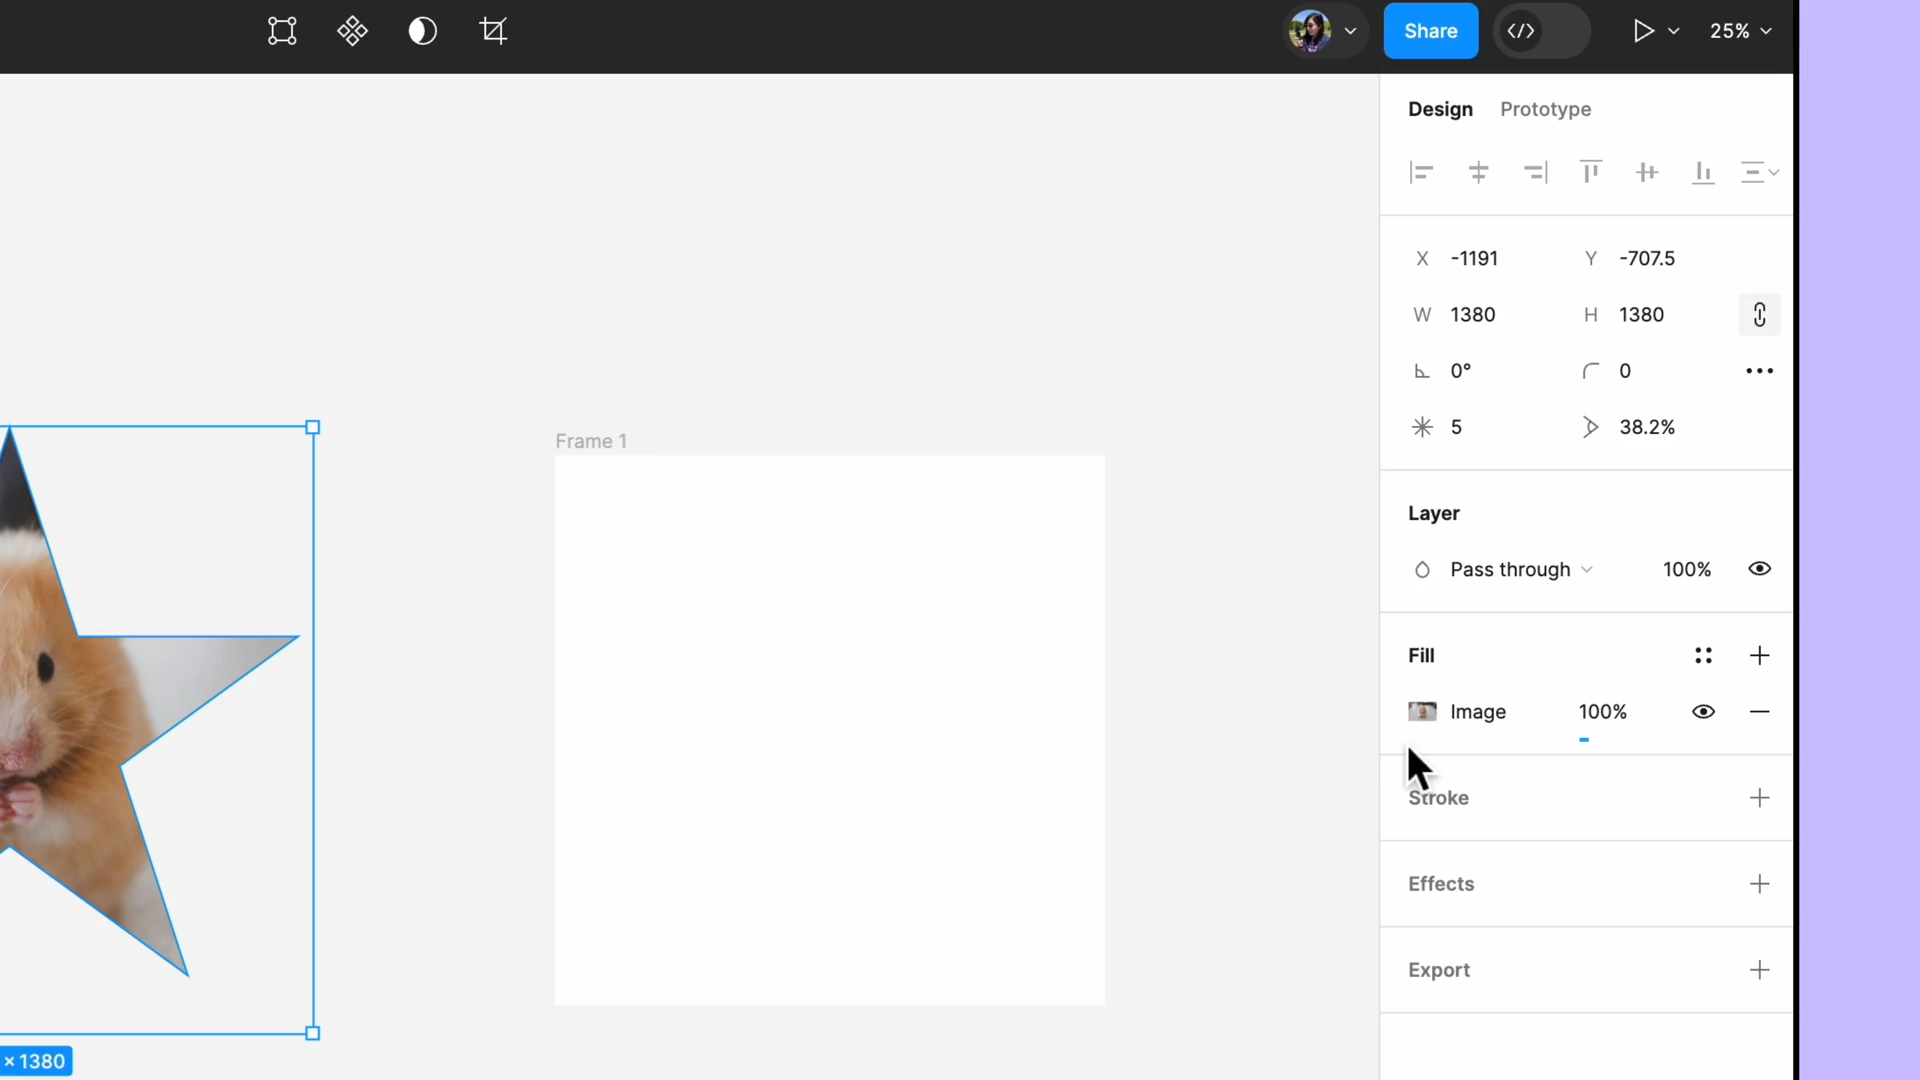 Share
25%
Design Prototype
X -1191 Y -707.5
W 1380 H 1380
0° 0
5 38.2%
Frame 1
Layer
Pass through 100%
Fill
Image 100%
Stroke
Effects
Export
× 1380